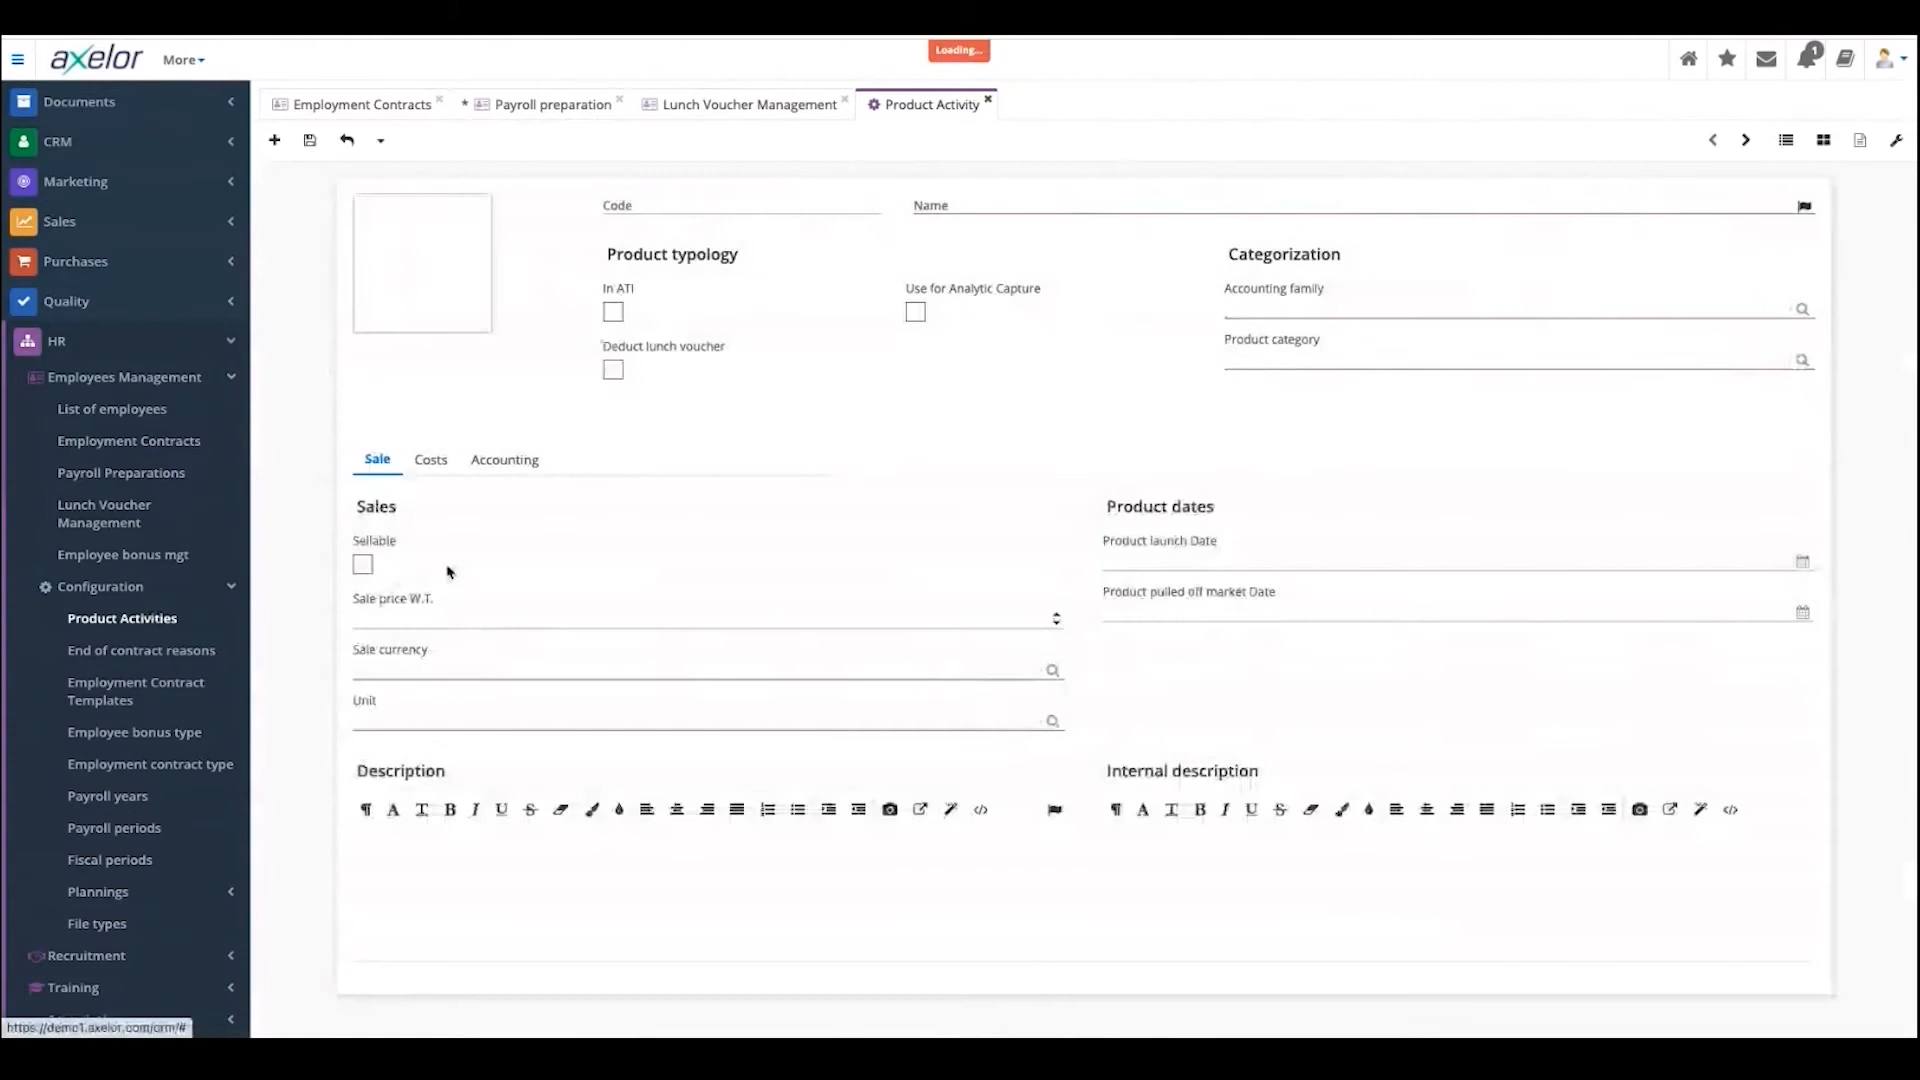 Loading...
axelor More
1
Documents
CRM
Marketing
Sales
Purchases
Quality
HR
Employees Management
List of employees
Employment Contracts
Payroll Preparations
Lunch Voucher
Management
Employee bonus mgt
Configuration
Product Activities
End of contract reasons
Employment Contract
Templates
Employee bonus type
Employment contract type
Payroll years
Payroll periods
Fiscal periods
Plannings
File types
Recruitment
Training
https://demo1.axelor.com/crm/#
Employment Contracts * Payroll preparation Lunch Voucher Management Product Activity
Code Name
Product typology Categorization
In ATI Use for Analytic Capture Accounting family
Deduct lunch voucher Product category
Sale Costs Accounting
Sales Product dates
Sellable Product launch Date
Sale price W.T. Product pulled off market Date
Sale currency
Unit
Description Internal description